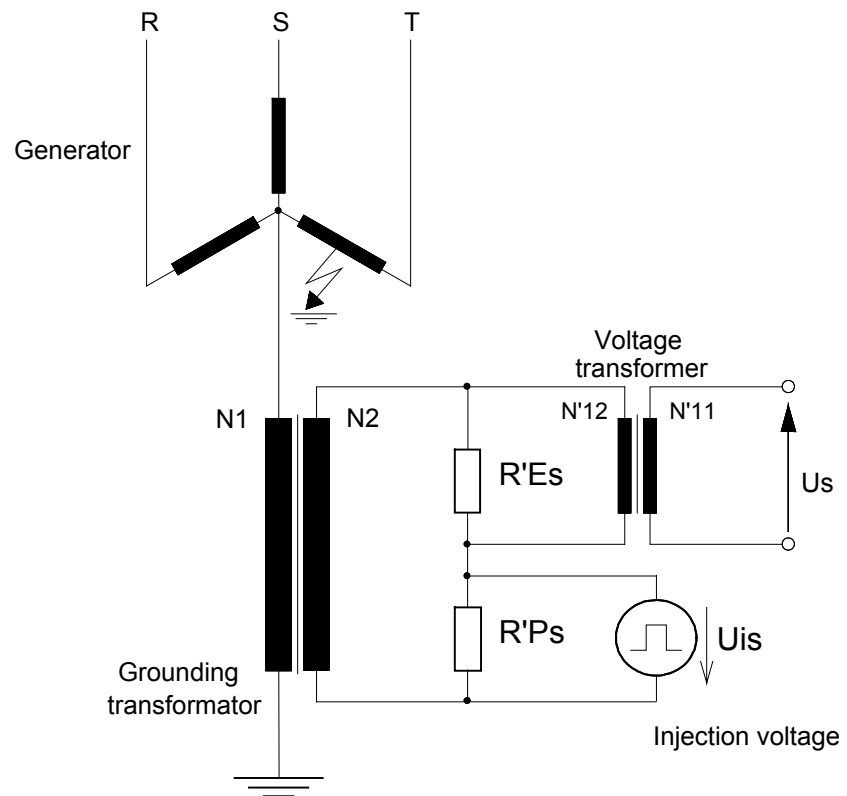 R S T
Generator
Voltage
transformer
N1 N2 N'12 N'11
R'Es
Us
R'Ps
Uis
Grounding
transformator
Injection voltage